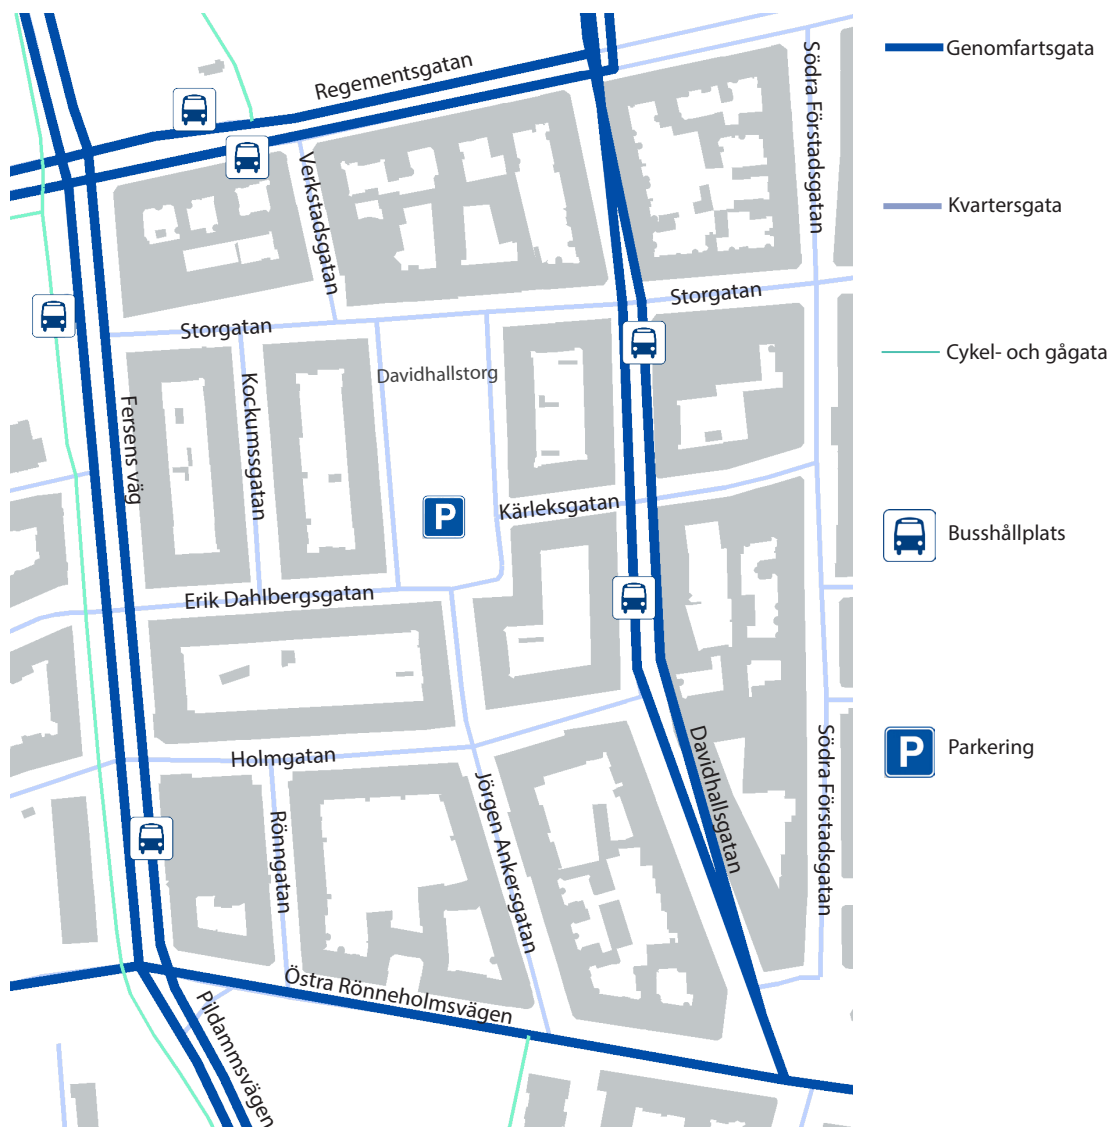 Regementsgatan
Verkstadsgatan
Södra Förstadsgatan
Storgatan
Storgatan
Davidhallstorg
Fersens väg
Kockumssgatan
P
Kärleksgatan
Erik Dahlbergsgatan
Holmgatan
Rönngatan
Jörgen Ankersgatan
Davidhallsgatan
Södra Förstadsgatan
Östra Rönneholmsvägen
Pildammsvägen
Genomfartsgata
Kvartersgata
Cykel- och gågata
Busshållplats
P
Parkering